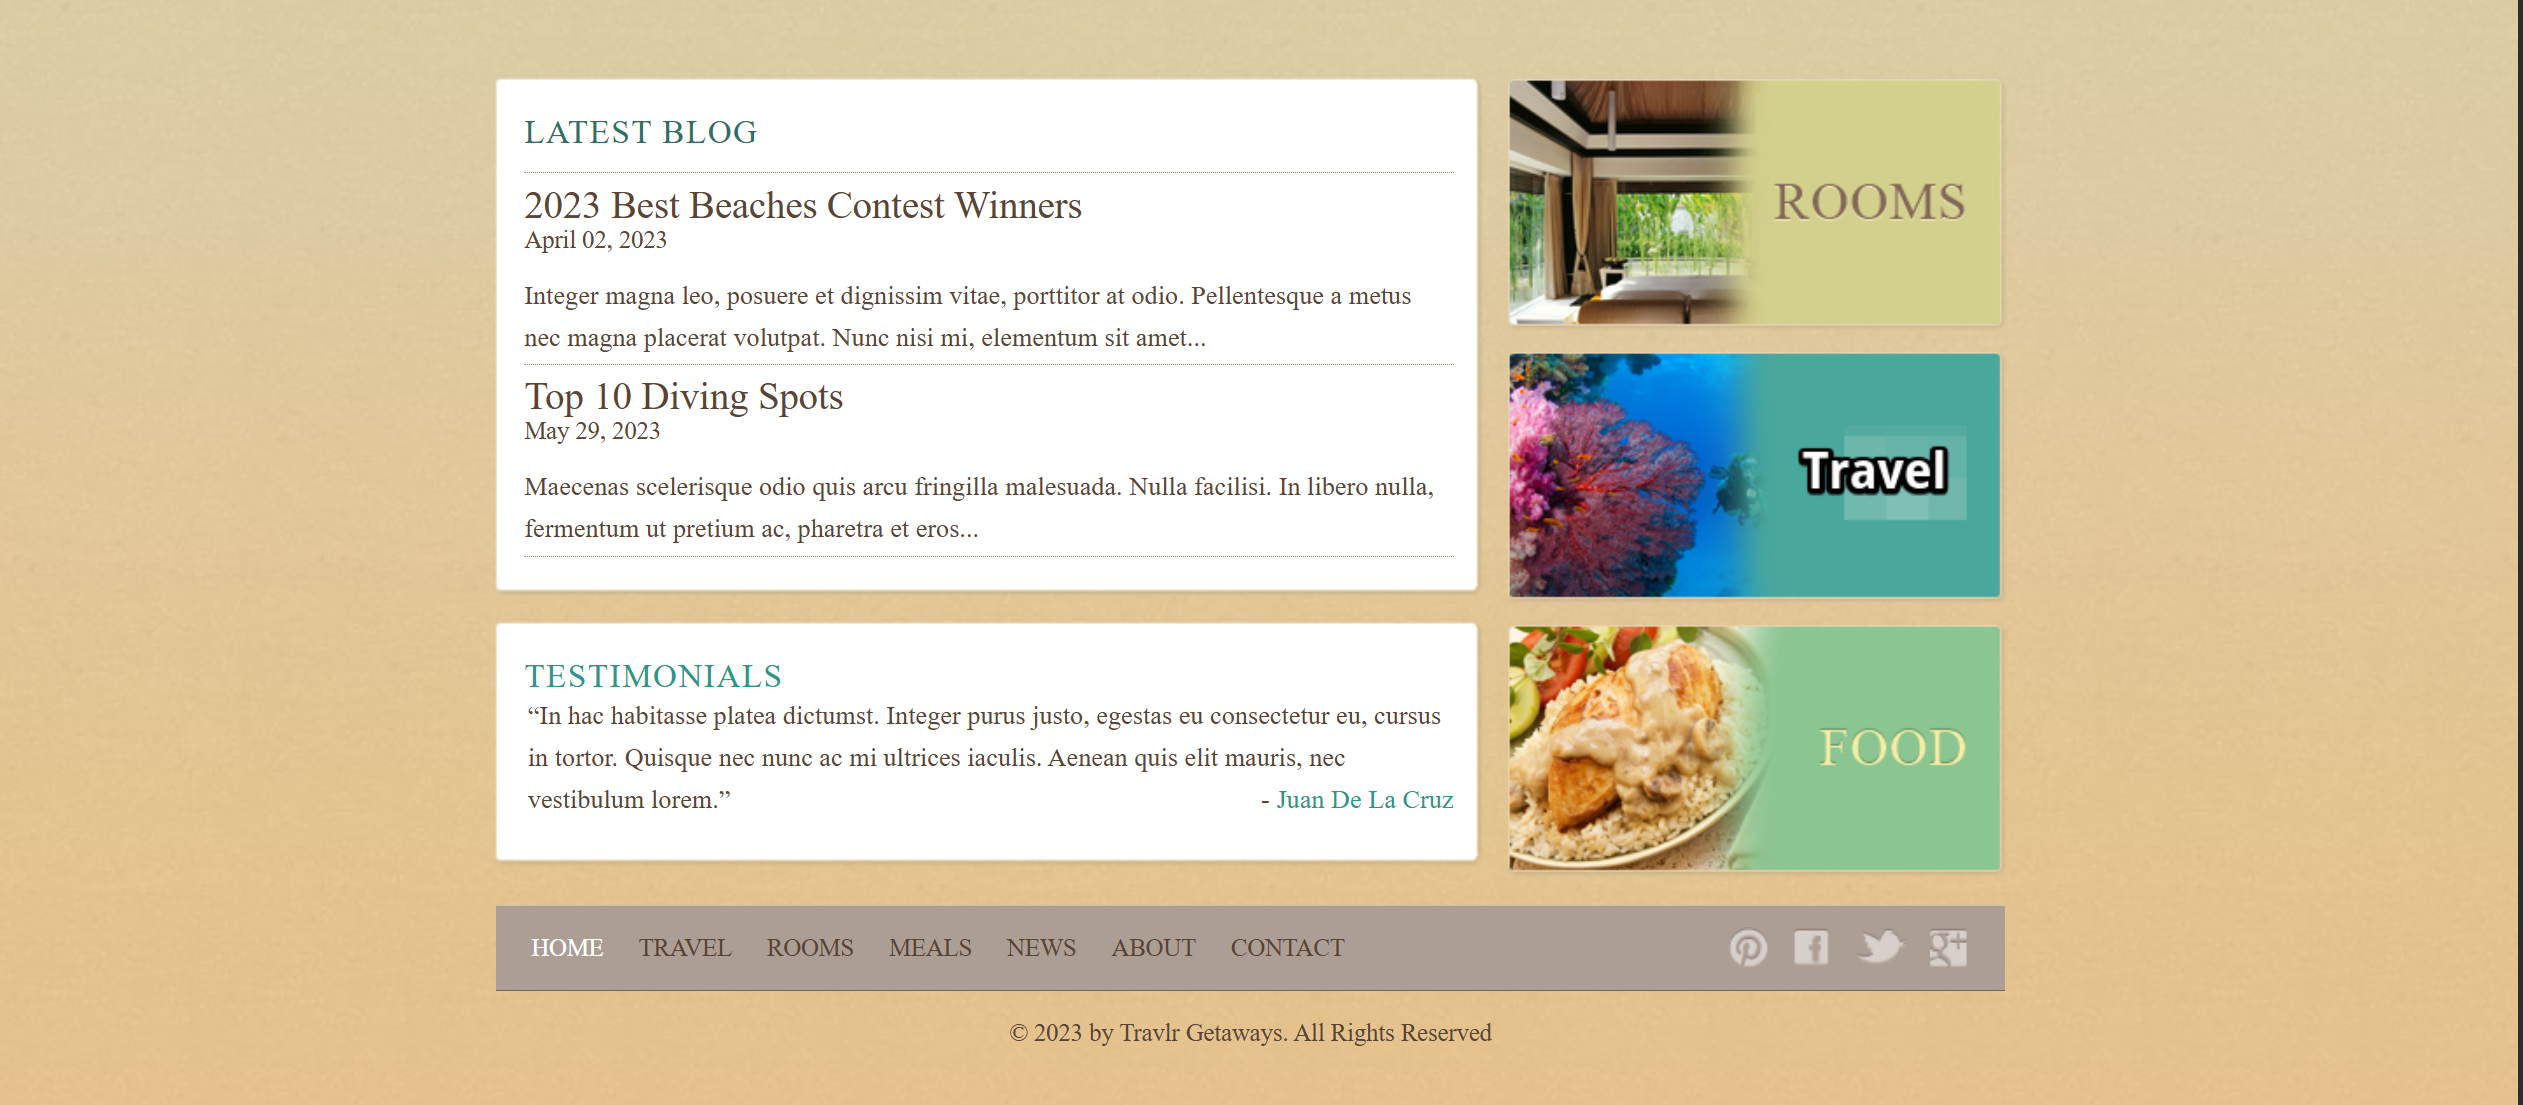 LATEST BLOG
2023 Best Beaches Contest Winners
April 02, 2023
Integer magna leo, posuere et dignissim vitae, porttitor at odio. Pellentesque a metus
nec magna placerat volutpat. Nunc nisi mi, elementum sit amet...
Top 10 Diving Spots
May 29, 2023
Maecenas scelerisque odio quis arcu fringilla malesuada. Nulla facilisi. In libero nulla,
fermentum ut pretium ac, pharetra et eros...
TESTIMONIALS
“In hac habitasse platea dictumst. Integer purus justo, egestas eu consectetur eu, cursus
in tortor. Quisque nec nunc ac mi ultrices iaculis. Aenean quis elit mauris, nec
vestibulum lorem.” - Juan De La Cruz
ROOMS
Travel
FOOD
HOME TRAVEL ROOMS MEALS NEWS ABOUT CONTACT
© 2023 by Travlr Getaways. All Rights Reserved